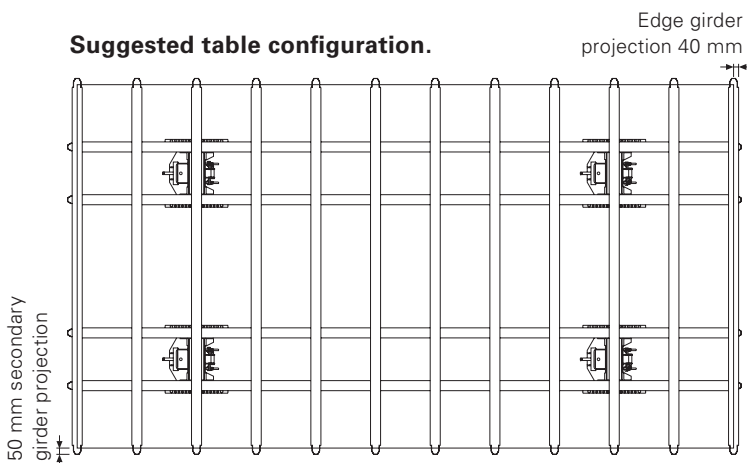 Suggested table configuration.
Edge girder
projection 40 mm
50 mm secondary
girder projection